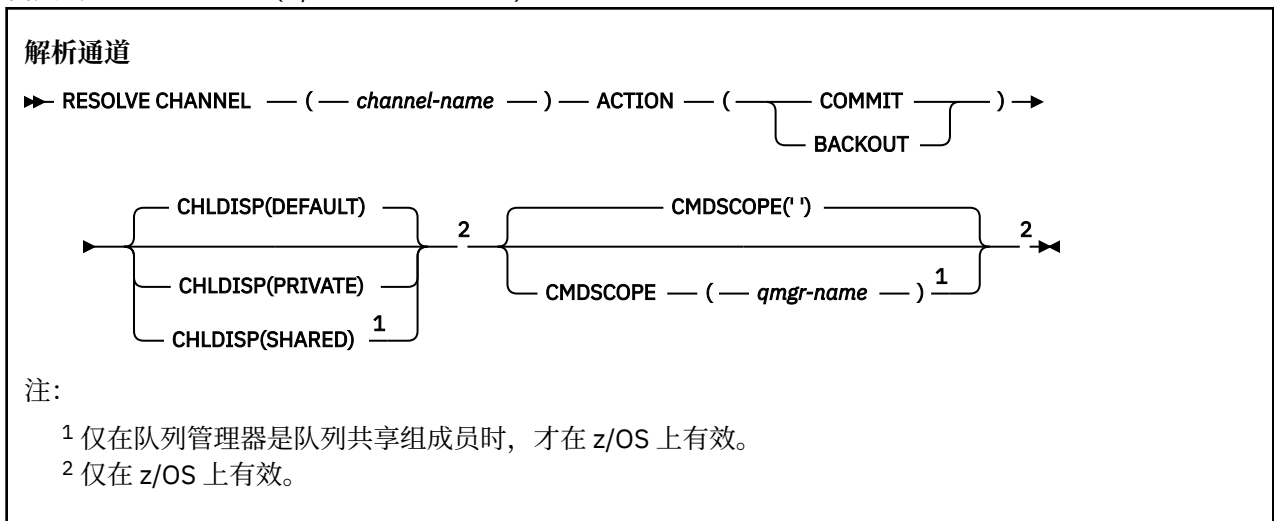 解析通道
RESOLVE CHANNEL ( channel-name ) ACTION ( COMMIT )
BACKOUT
CHLDISP(DEFAULT) CMDSCOPE(' ')
2 2
CHLDISP(PRIVATE) CMDSCOPE ( qmgr-name ) 1
CHLDISP(SHARED) 1
注：
1 仅在队列管理器是队列共享组成员时，才在 z/OS 上有效。
2 仅在 z/OS 上有效。